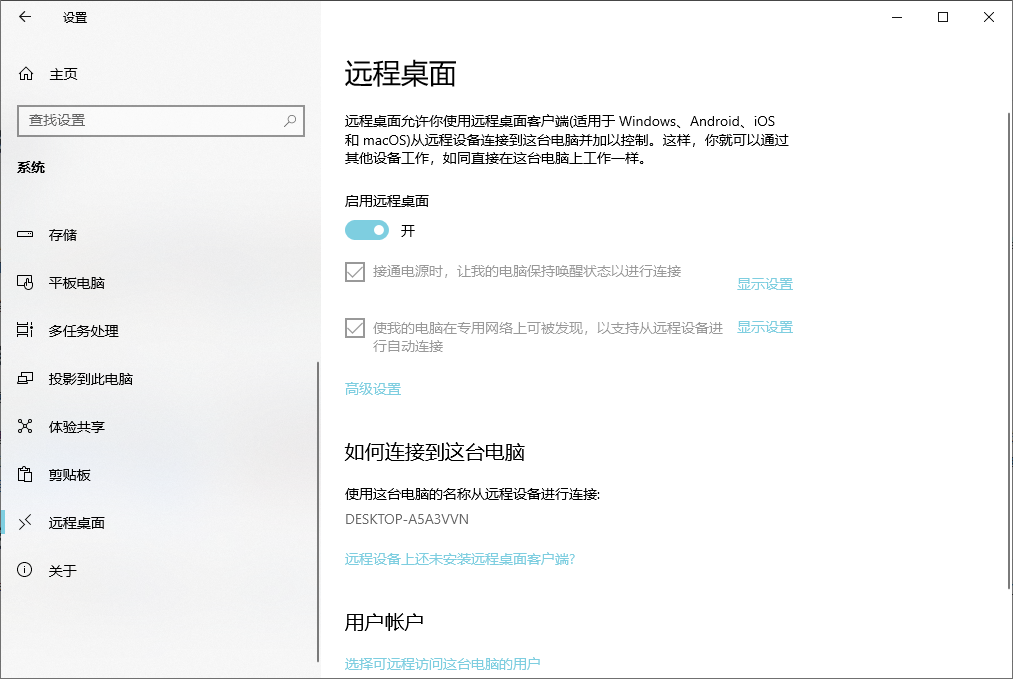 设置
主页
查找设置
系统
存储
平板电脑
多任务处理
投影到此电脑
体验共享
剪贴板
远程桌面
关于
远程桌面
远程桌面允许你使用远程桌面客户端(适用于 Windows、Android、iOS
和 macOS)从远程设备连接到这台电脑并加以控制。这样，你就可以通过
其他设备工作，如同直接在这台电脑上工作一样。
启用远程桌面
开
接通电源时，让我的电脑保持唤醒状态以进行连接
显示设置
使我的电脑在专用网络上可被发现，以支持从远程设备进
行自动连接
显示设置
高级设置
如何连接到这台电脑
使用这台电脑的名称从远程设备进行连接:
DESKTOP-A5A3VVN
远程设备上还未安装远程桌面客户端?
用户帐户
选择可远程访问这台电脑的用户